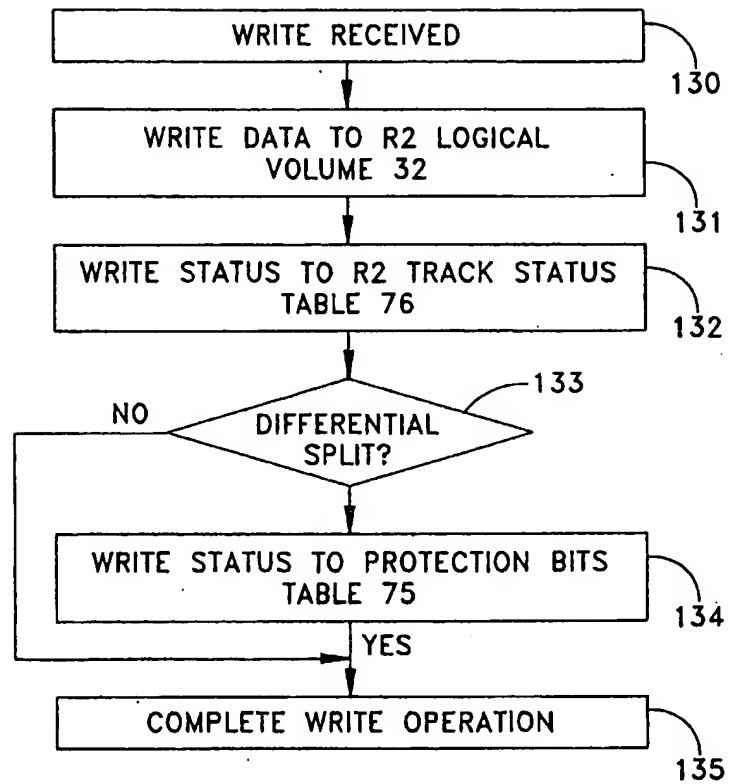 WRITE RECEIVED
130
WRITE DATA TO R2 LOGICAL
VOLUME 32
131
WRITE STATUS TO R2 TRACK STATUS
TABLE 76
132
133
NO
DIFFERENTIAL
SPLIT?
WRITE STATUS TO PROTECTION BITS
TABLE 75
134
YES
COMPLETE WRITE OPERATION
135